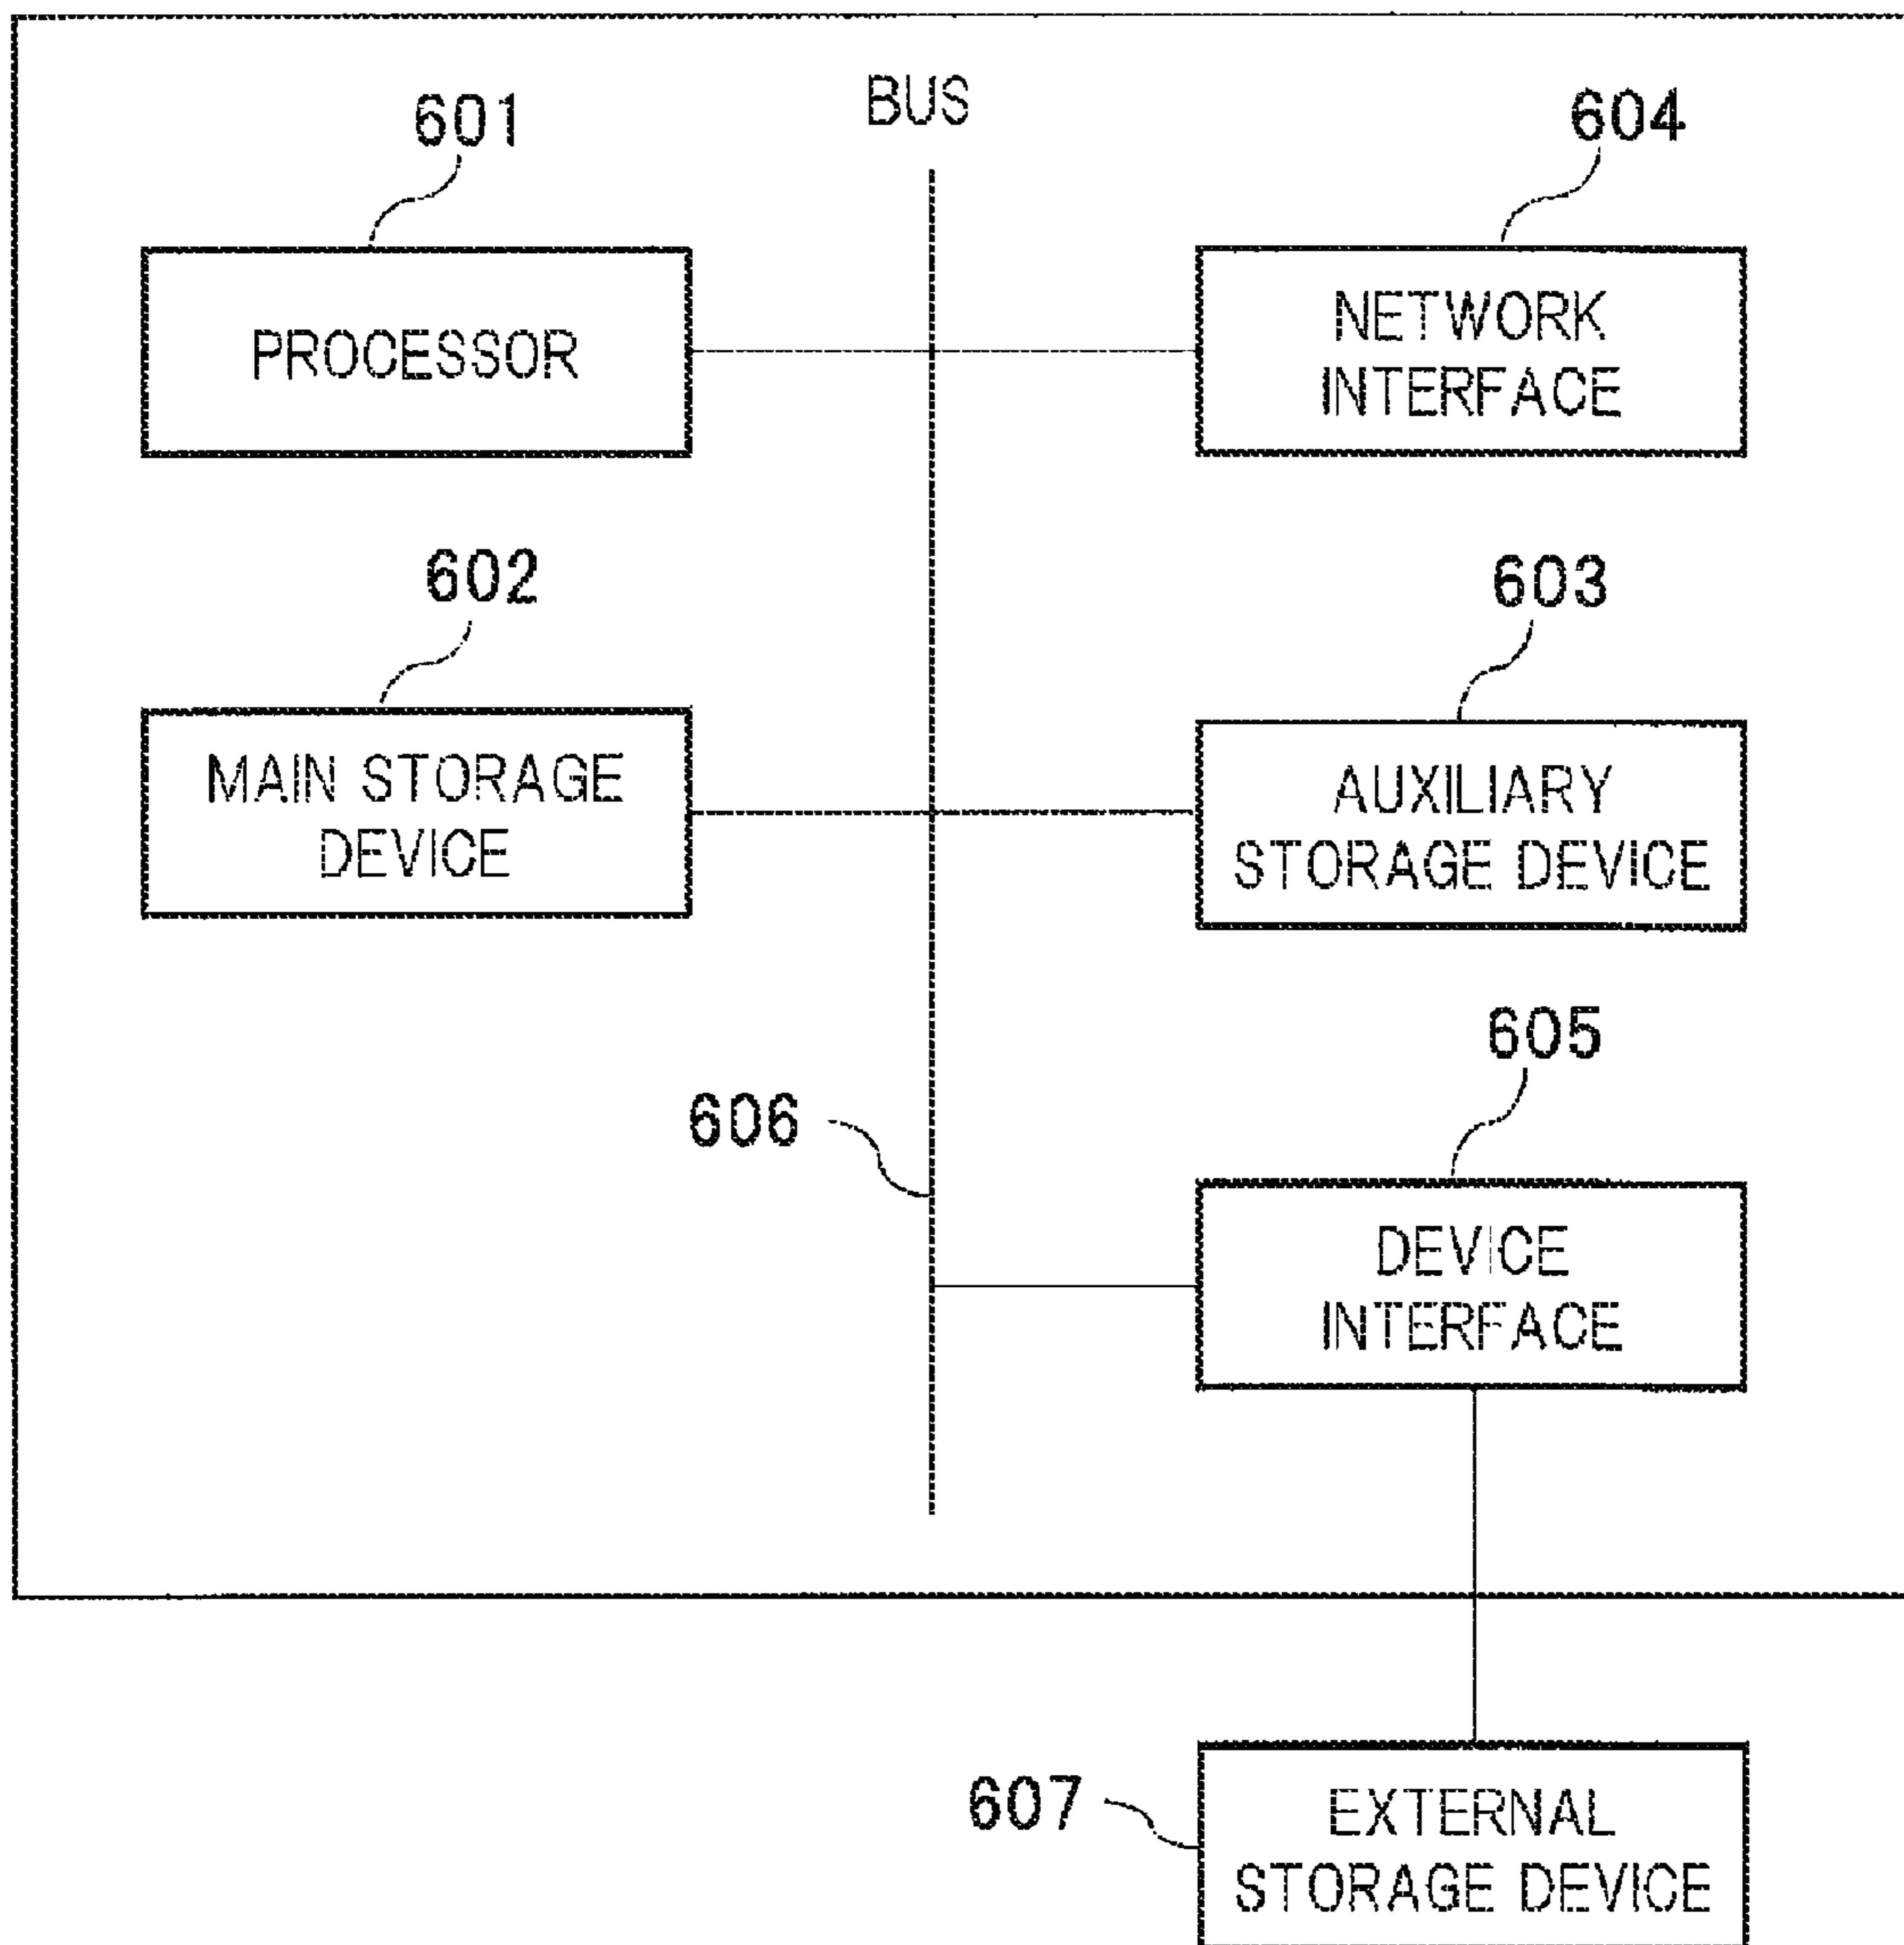 BUS
601
PROCESSOR
604
NETWORK
INTERFACE
602
MAIN STORAGE
DEVICE
603
AUXILIARY
STORAGE DEVICE
606
605
DEVICE
INTERFACE
607
EXTERNAL
STORAGE DEVICE